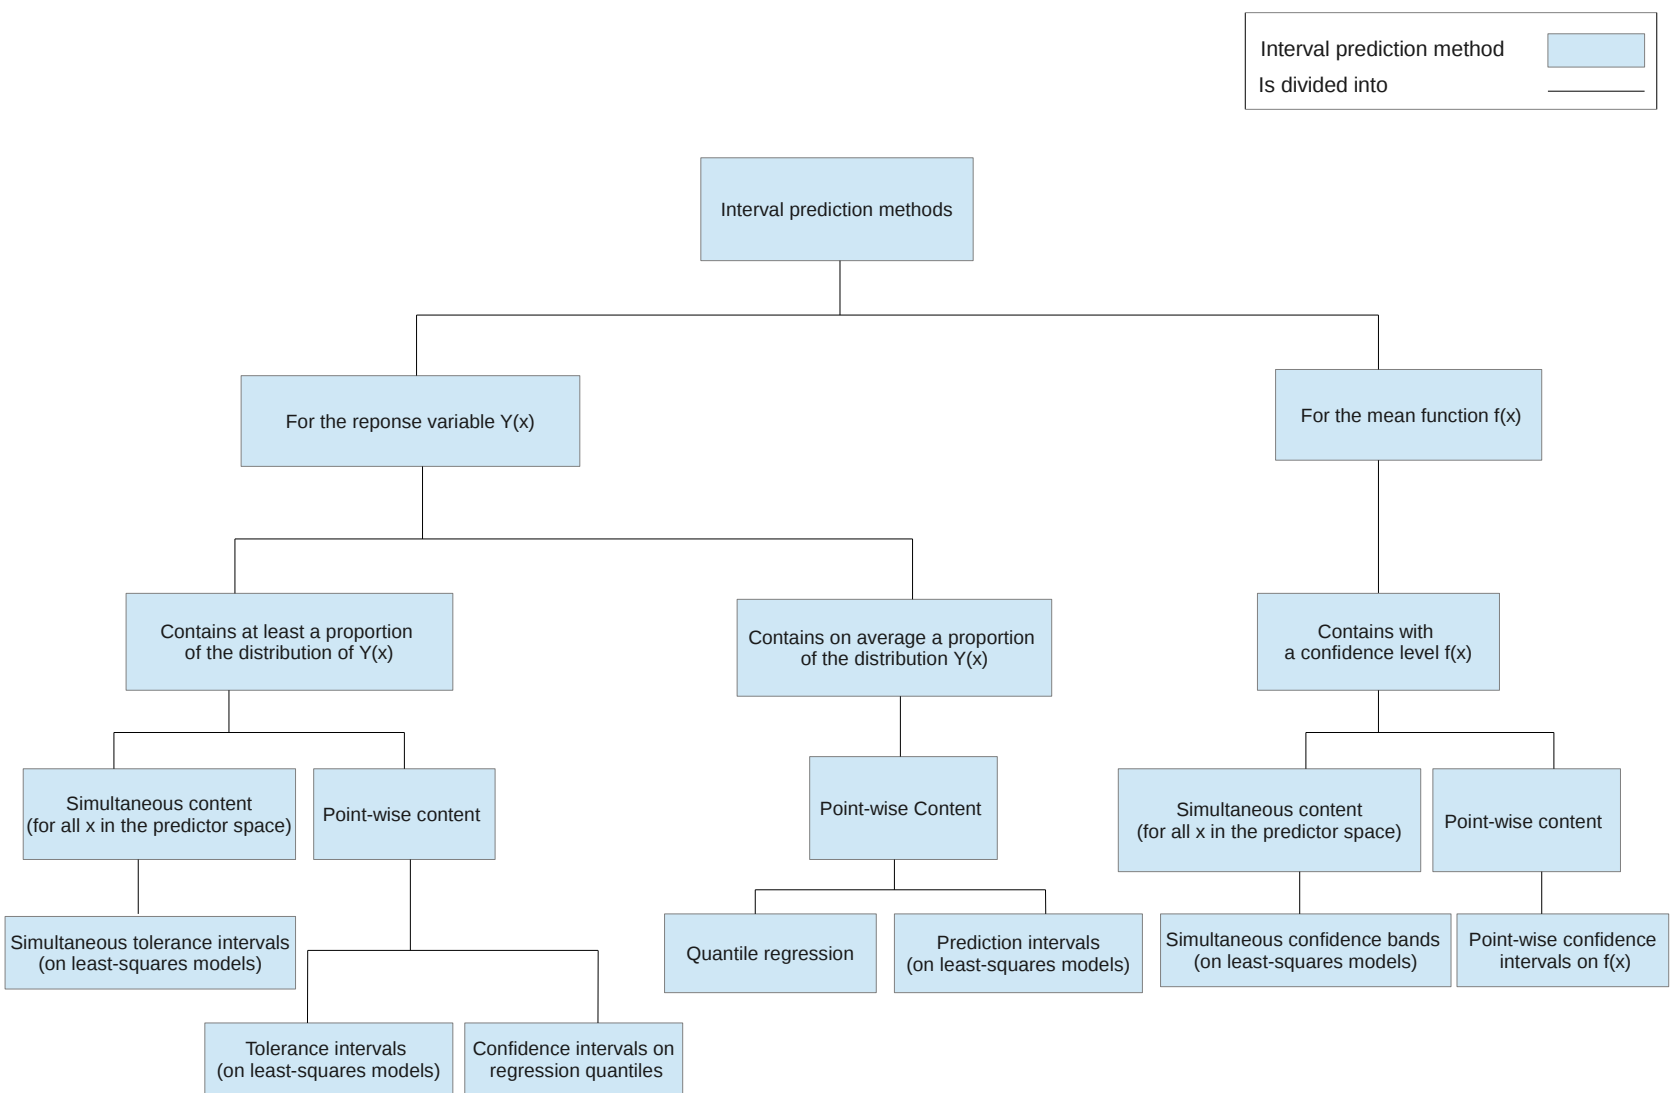 Interval prediction method
Is divided into
Interval prediction methods
For the reponse variable Y(x)
For the mean function f(x)
Contains at least a proportion
of the distribution of Y(x)
Contains on average a proportion
of the distribution Y(x)
Contains with
a confidence level f(x)
Simultaneous content
(for all x in the predictor space)
Point-wise content
Point-wise Content
Simultaneous content
(for all x in the predictor space)
Point-wise content
Simultaneous tolerance intervals
(on least-squares models)
Quantile regression
Prediction intervals
(on least-squares models)
Simultaneous confidence bands
(on least-squares models)
Point-wise confidence
intervals on f(x)
Tolerance intervals
(on least-squares models)
Confidence intervals on
regression quantiles